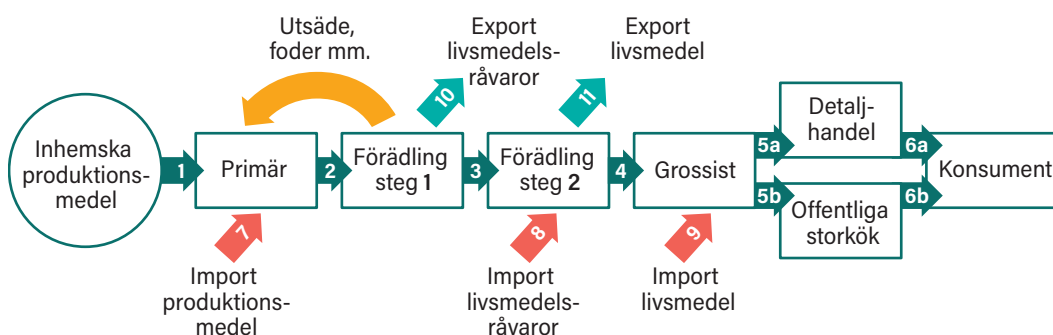 Utsäde,
foder mm.
Export
livsmedels-
råvaror
Export
livsmedel
10
11
Inhemska
produktions-
medel
1
Primär
2
Förädling
steg 1
3
Förädling
steg 2
4
Grossist
5a
5b
Detalj-
handel
Offentliga
storkök
6a
6b
Konsument
7
8
9
Import
produktions-
medel
Import
livsmedels-
råvaror
Import
livsmedel